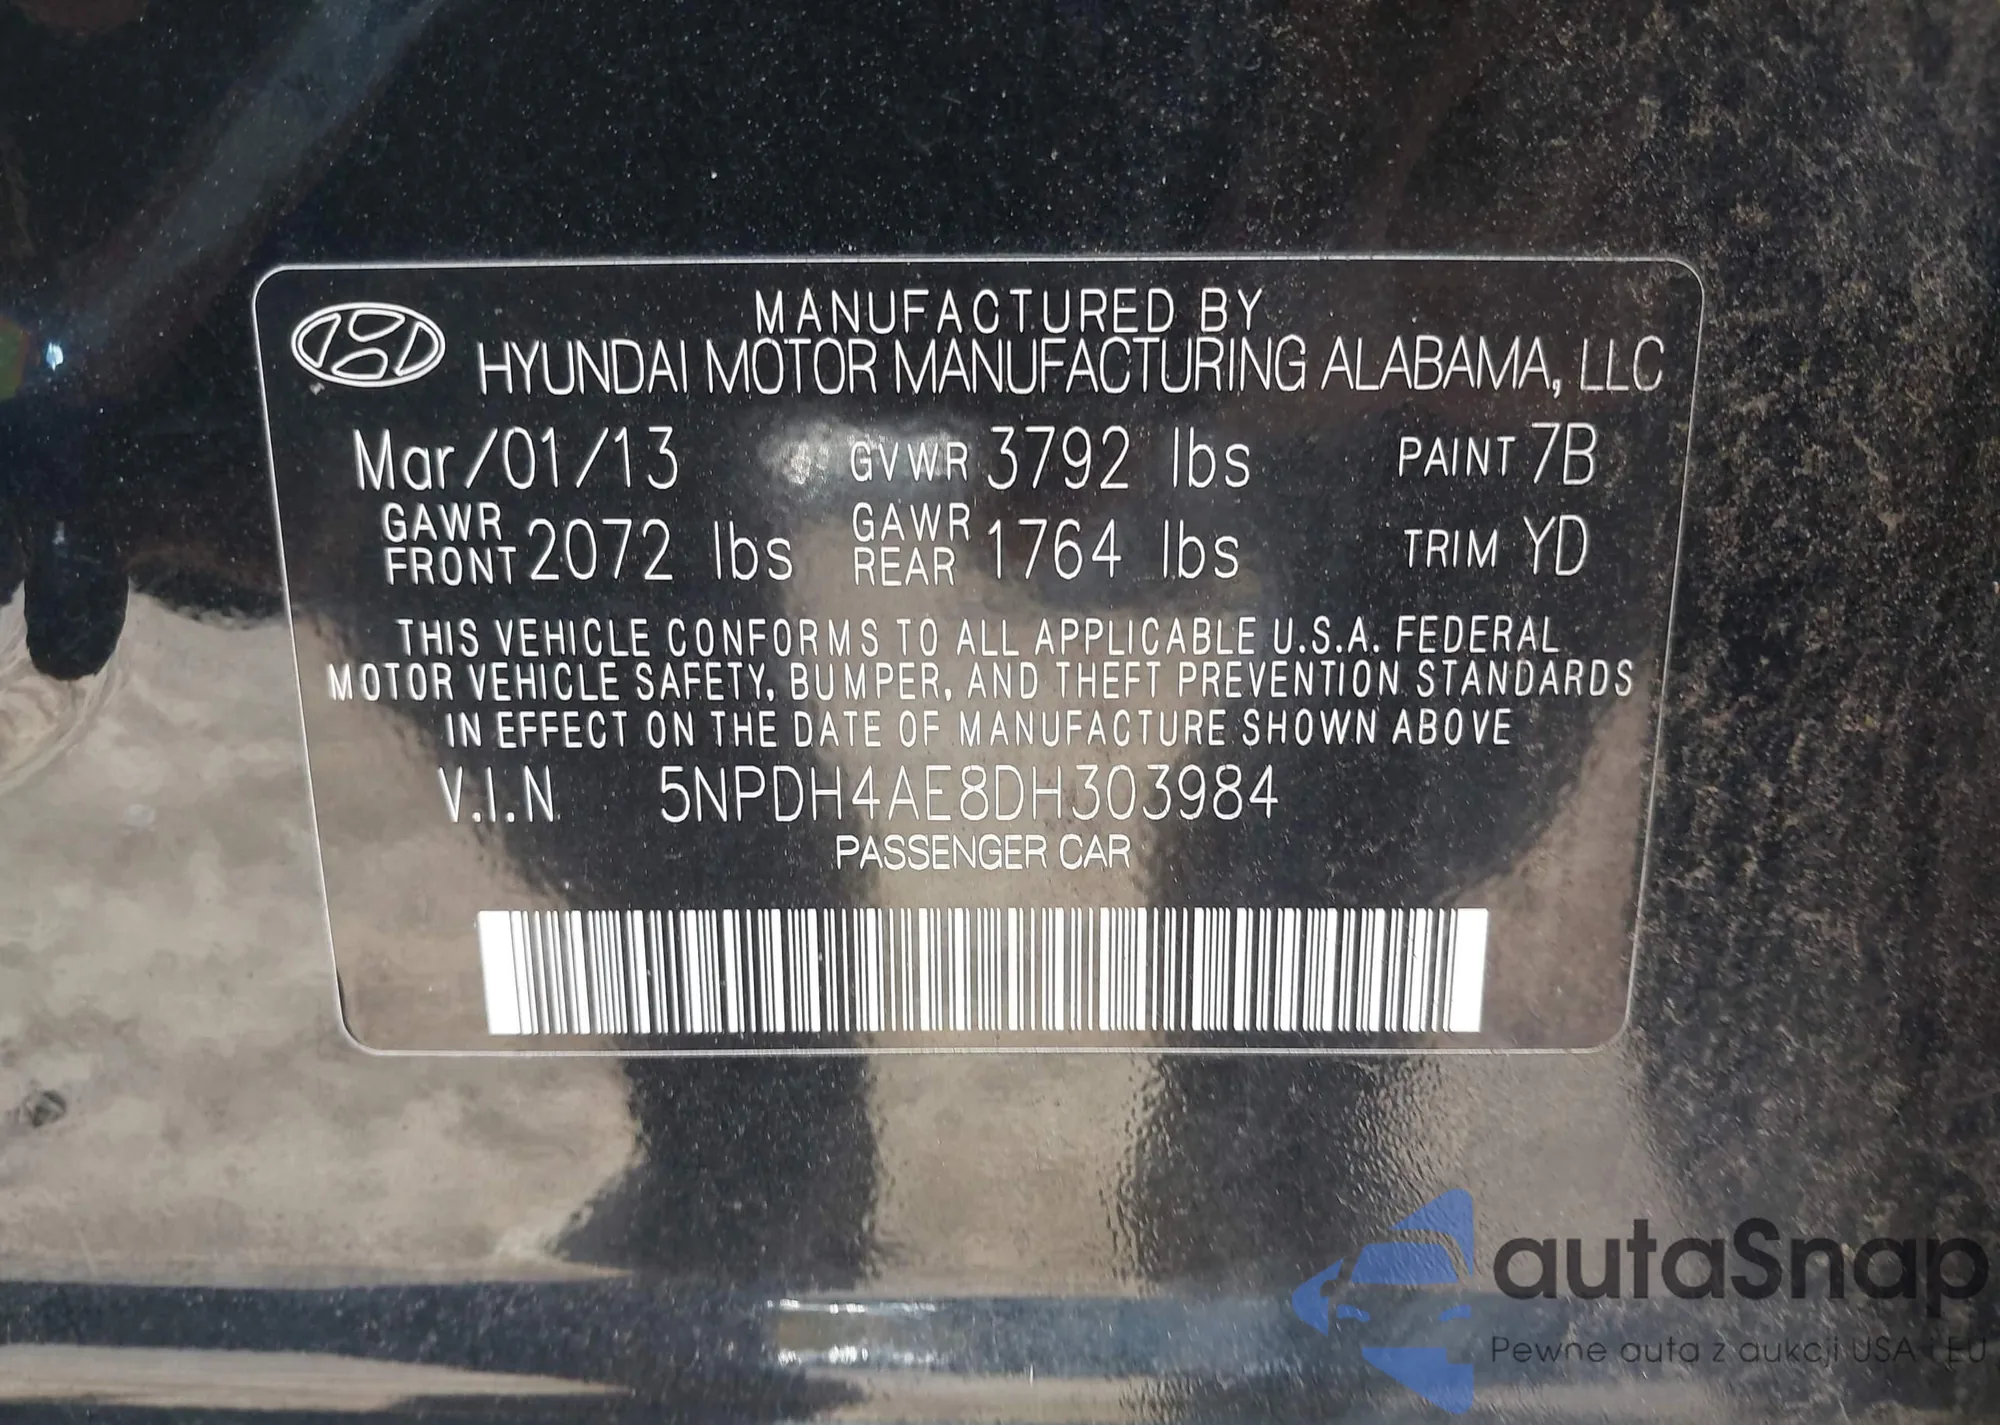 MANUFACTURED BY
HYUNDAI MOTOR MANUFACTURING ALABAMA, LLC
Mar/01/13 GVWR 3792 lbs PAINT 7B
GAWR FRONT 2072 lbs GAWR REAR 1764 lbs TRIM YD
THIS VEHICLE CONFORMS TO ALL APPLICABLE U.S.A. FEDERAL
MOTOR VEHICLE SAFETY, BUMPER, AND THEFT PREVENTION STANDARDS
IN EFFECT ON THE DATE OF MANUFACTURE SHOWN ABOVE
V.I.N 5NPDH4AE8DH303984
PASSENGER CAR
autaSnap
Pewne auta z aukcji USA i EU